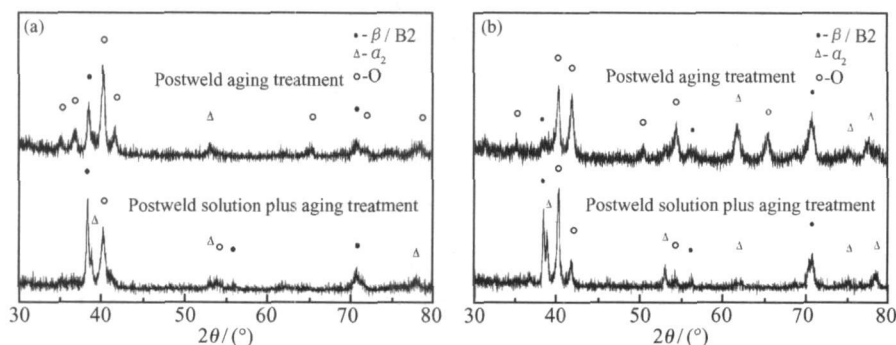 (a)
•-β/B2
Δ-α₂
○-O
Postweld aging treatment
Postweld solution plus aging treatment
30 40 50 60 70 80
2θ/(°)
(b)
•-β/B2
Δ-α₂
○-O
Postweld aging treatment
Postweld solution plus aging treatment
30 40 50 60 70 80
2θ/(°)